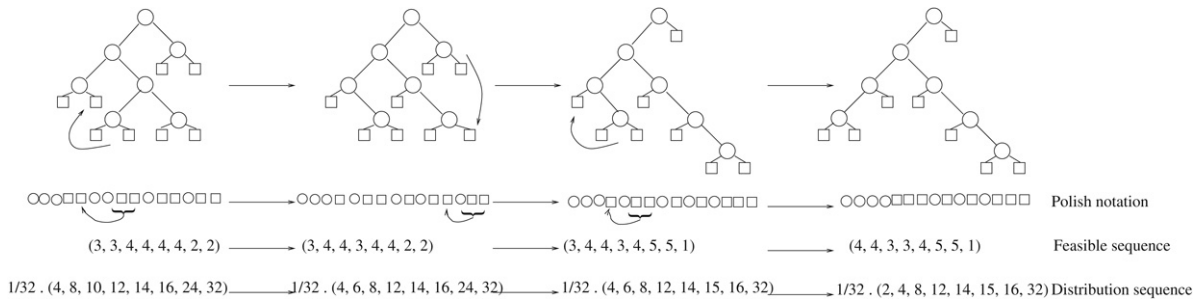 Polish notation
(3, 3, 4, 4, 4, 4, 2, 2) (3, 4, 4, 3, 4, 4, 2, 2) (3, 4, 4, 3, 4, 5, 5, 1) (4, 4, 3, 3, 4, 5, 5, 1) Feasible sequence
1/32 . (4, 8, 10, 12, 14, 16, 24, 32) 1/32 . (4, 6, 8, 12, 14, 16, 24, 32) 1/32 . (4, 6, 8, 12, 14, 15, 16, 32) 1/32 . (2, 4, 8, 12, 14, 15, 16, 32) Distribution sequence